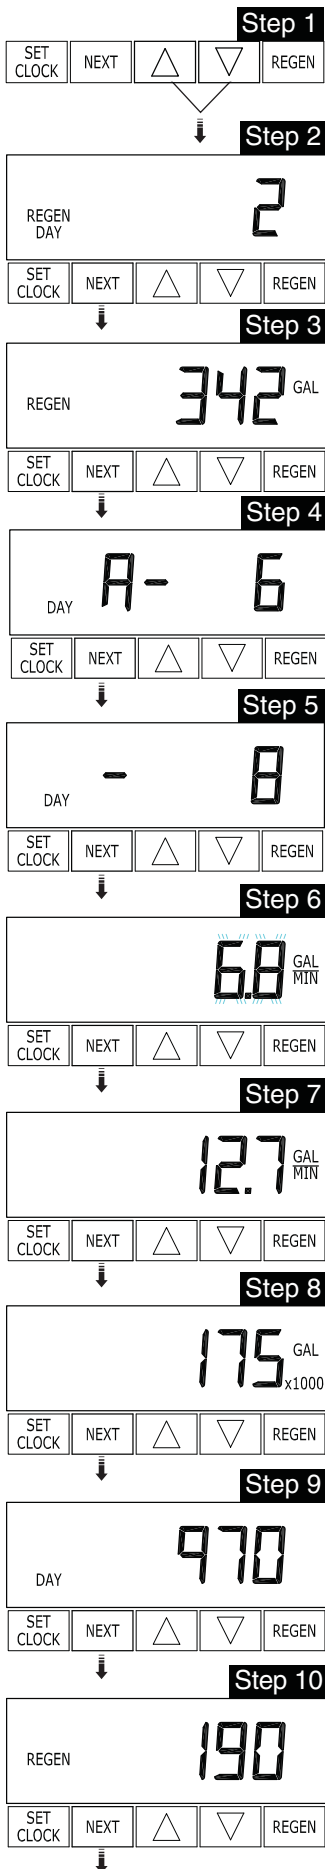 Step 1
SET CLOCK NEXT REGEN
Step 2
REGEN DAY 2
SET CLOCK NEXT REGEN
Step 3
REGEN 342 GAL
SET CLOCK NEXT REGEN
Step 4
DAY A- 6
SET CLOCK NEXT REGEN
Step 5
DAY - 8
SET CLOCK NEXT REGEN
Step 6
6.8 GAL MIN
SET CLOCK NEXT REGEN
Step 7
12.7 GAL MIN
SET CLOCK NEXT REGEN
Step 8
175 GAL x1000
SET CLOCK NEXT REGEN
Step 9
DAY 970
SET CLOCK NEXT REGEN
Step 10
REGEN 190
SET CLOCK NEXT REGEN